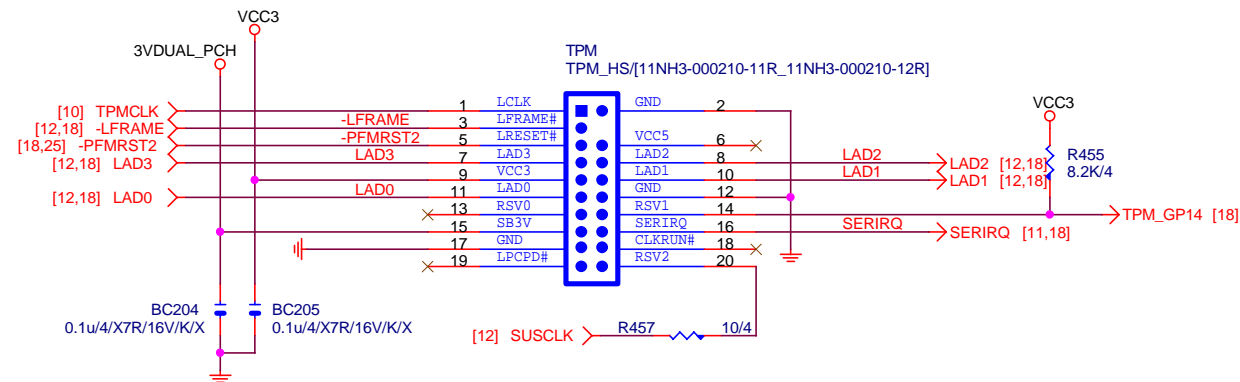 VCC3
3VDUAL_PCH
TPM
TPM_HS/[11NH3-000210-11R_11NH3-000210-12R]
[10] TPMCLK 1 LCLK GND 2 VCC3
[12,18] -LFRAME -LFRAME 3 LFRAME#
[18,25] -PFMRST2 -PFMRST2 5 LRESET# VCC5 6
[12,18] LAD3 LAD3 7 LAD3 LAD2 8 LAD2 LAD2 [12,18] R455
9 VCC3 LAD1 10 LAD1 LAD1 [12,18] 8.2K/4
[12,18] LAD0 LAD0 11 LAD0 GND 12
13 RSV0 RSV1 14 TPM_GP14 [18]
15 SB3V SERIRQ 16 SERIRQ SERIRQ [11,18]
17 GND CLKRUN# 18
19 LPCPD# RSV2 20
BC204 BC205
0.1u/4/X7R/16V/K/X 0.1u/4/X7R/16V/K/X
[12] SUSCLK R457 10/4